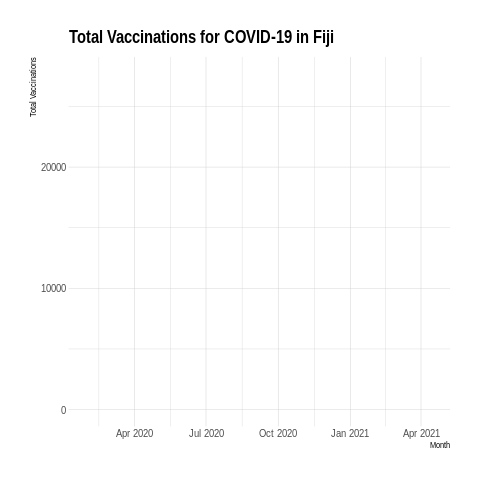 Total Vaccinations for COVID-19 in Fiji
Total Vaccinations
20000
10000
0
Apr 2020 Jul 2020 Oct 2020 Jan 2021 Apr 2021
Month